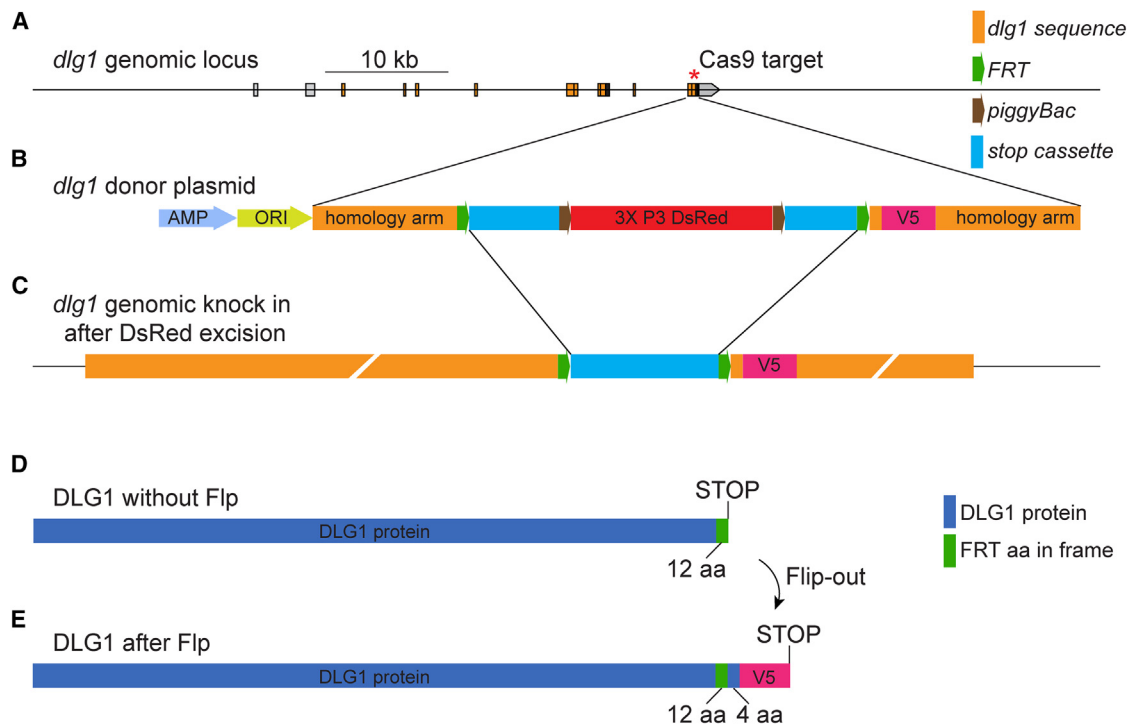 A
dlg1 genomic locus
10 kb
*
Cas9 target
dlg1 sequence
FRT
piggyBac
stop cassette
B
dlg1 donor plasmid
AMP
ORI
homology arm
3X P3 DsRed
V5
homology arm
C
dlg1 genomic knock in
after DsRed excision
V5
D
DLG1 without Flp
STOP
DLG1 protein
12 aa
DLG1 protein
FRT aa in frame
Flip-out
E
DLG1 after Flp
STOP
DLG1 protein
V5
12 aa
4 aa